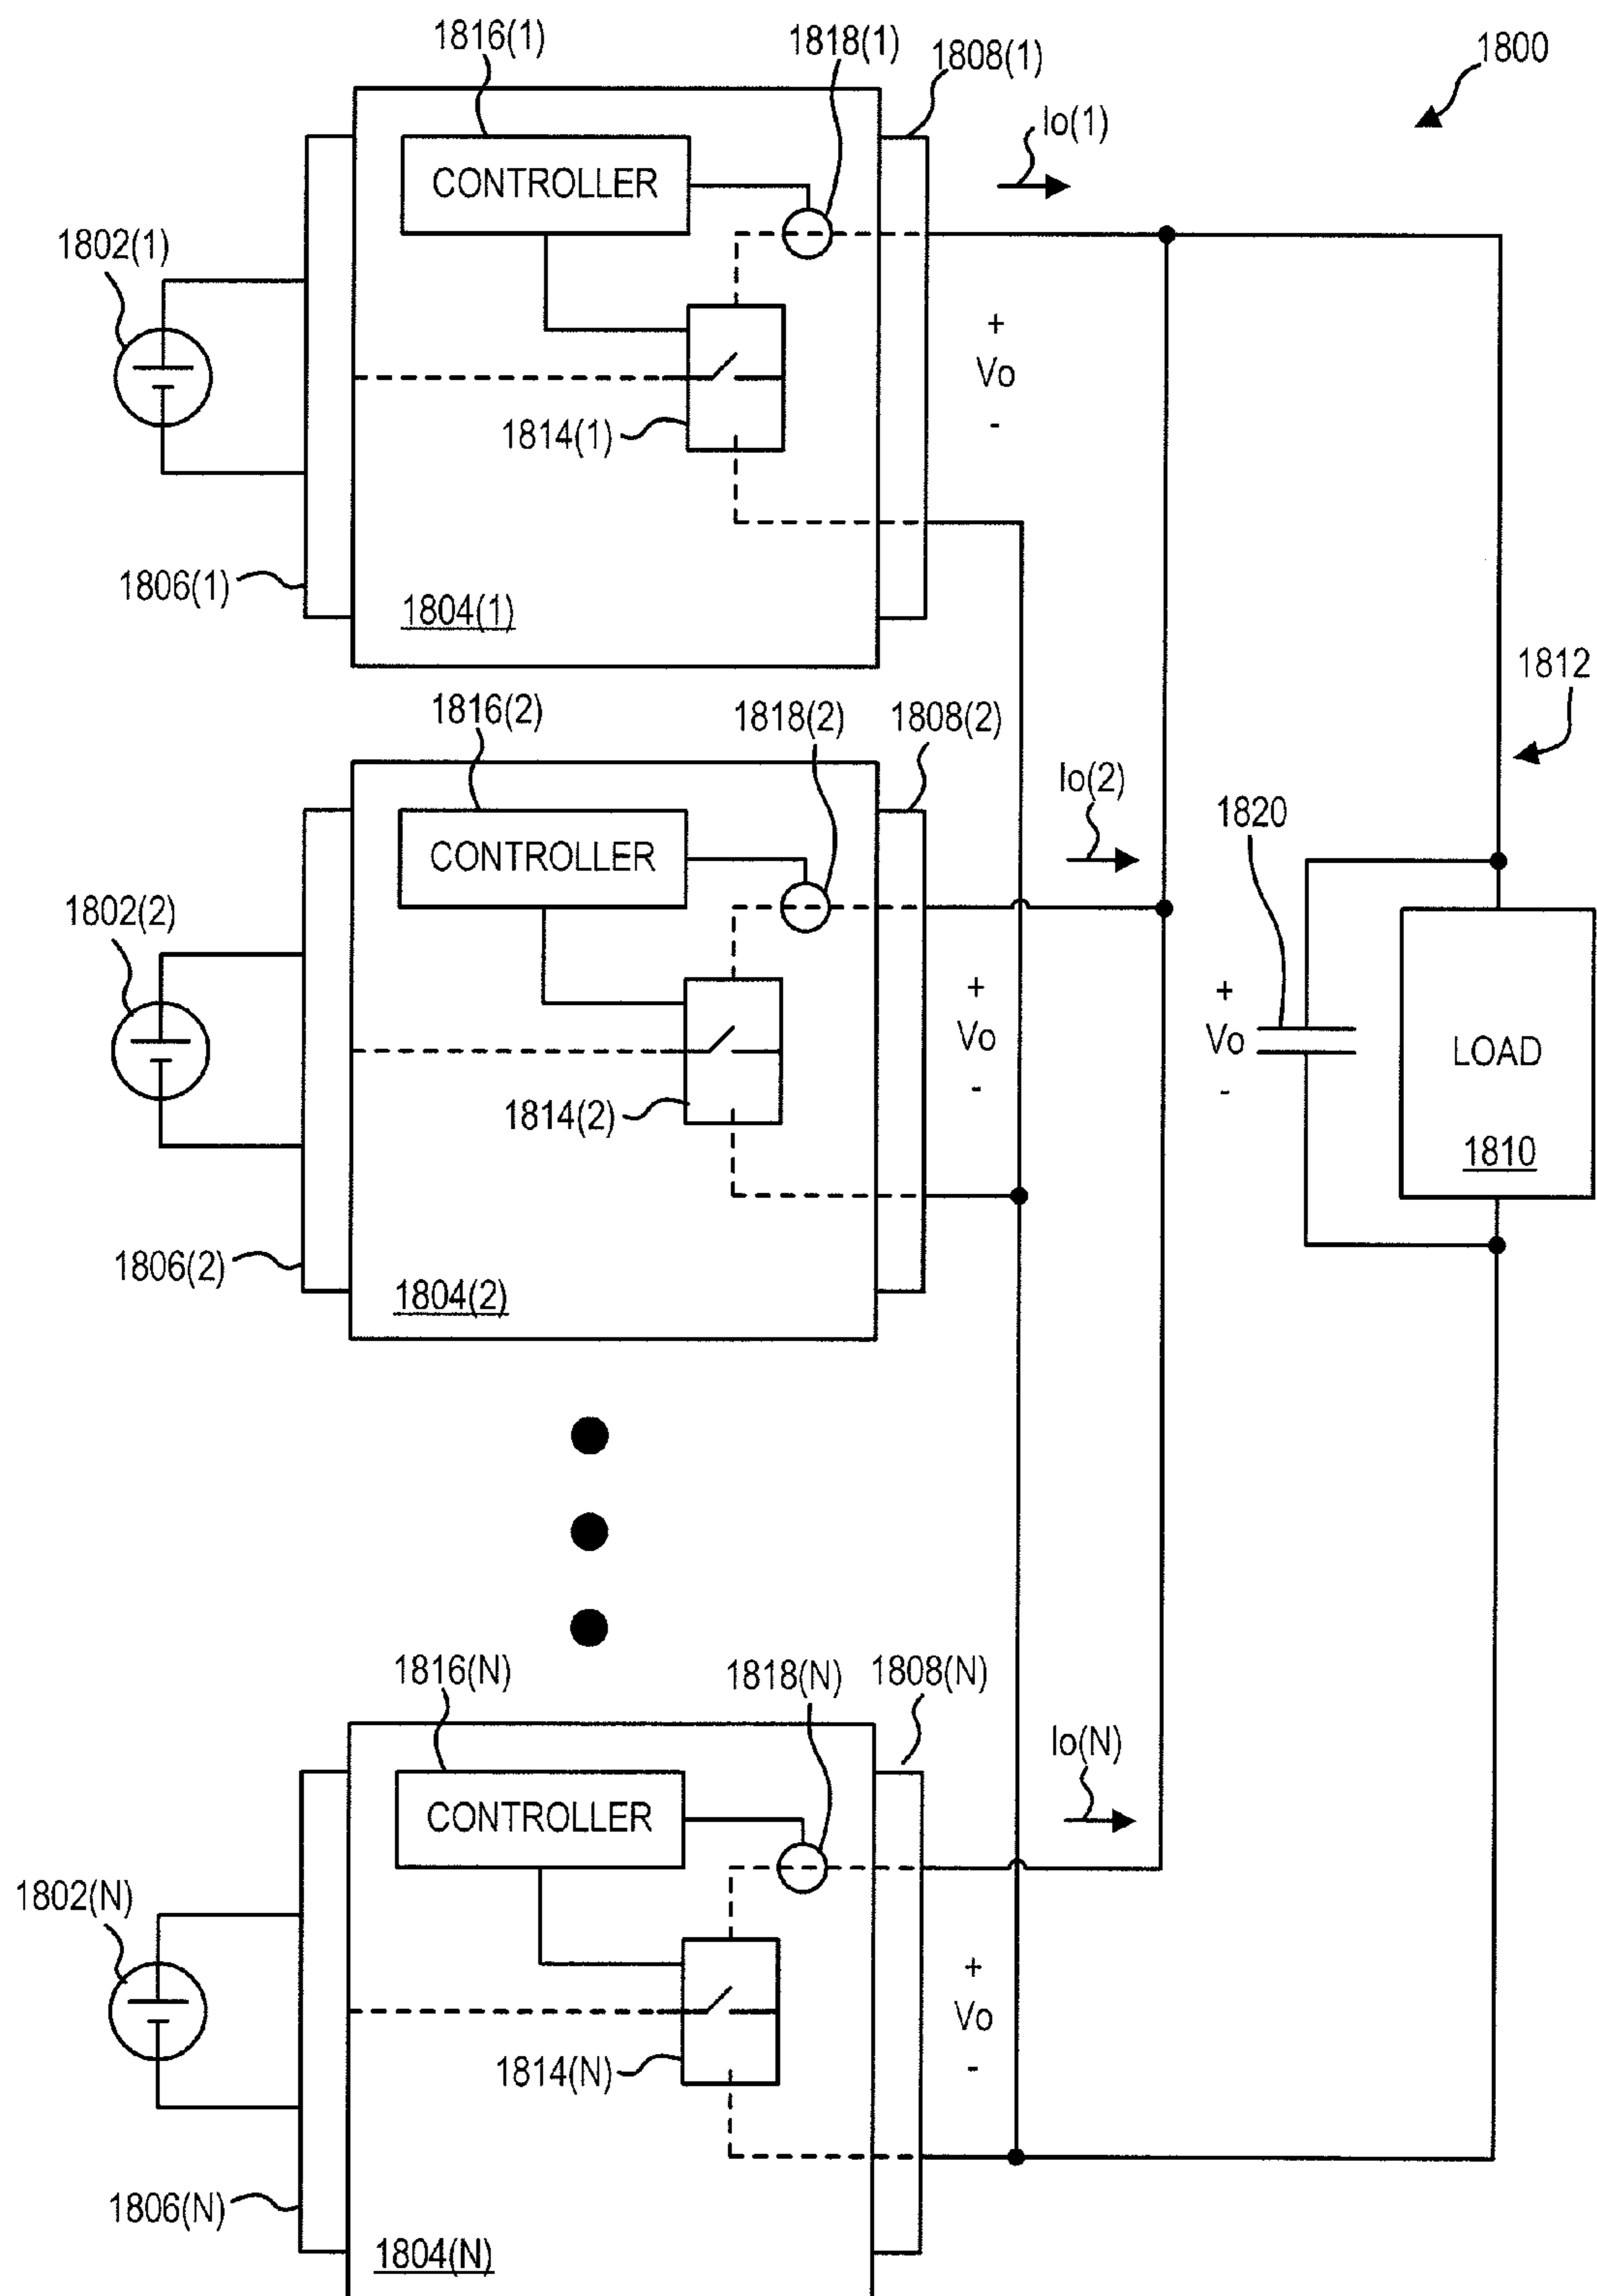 1816(1)
1818(1)
1808(1)
1800
Io(1)
CONTROLLER
1802(1)
+
Vo
-
1814(1)
1806(1)
1804(1)
1812
1816(2)
1818(2)
1808(2)
Io(2)
1820
CONTROLLER
1802(2)
+
Vo
-
+
Vo
-
LOAD
1810
1814(2)
1806(2)
1804(2)
1816(N)
1818(N)
1808(N)
Io(N)
CONTROLLER
1802(N)
+
Vo
-
1814(N)
1806(N)
1804(N)